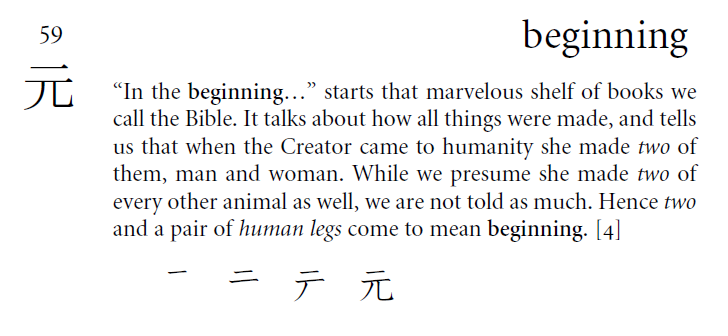 59
beginning
元
“In the beginning…” starts that marvelous shelf of books we
call the Bible. It talks about how all things were made, and tells
us that when the Creator came to humanity she made two of
them, man and woman. While we presume she made two of
every other animal as well, we are not told as much. Hence two
and a pair of human legs come to mean beginning. [4]
一 二 テ 元